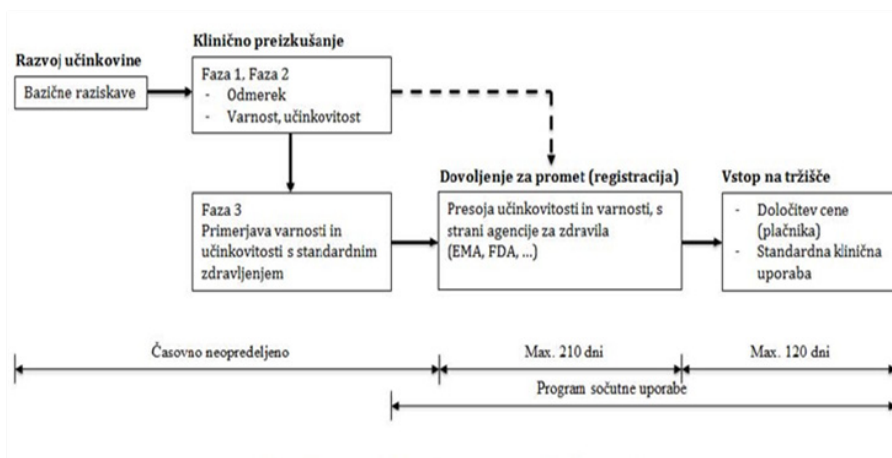 Klinično preizkušanje
Razvoj učinkovine
Bazične raziskave
Faza 1, Faza 2
- Odmerek
- Varnost, učinkovitost
Faza 3
Primerjava varnosti in
učinkovitosti s standardnim
zdravljenjem
Dovoljenje za promet (registracija)
Presoja učinkovitosti in varnosti, s
strani agencije za zdravila
(EMA, FDA, ...)
Vstop na tržišče
- Določitev cene
(plačnika)
- Standardna klinična
uporaba
Časovno neopredeljeno
Max. 210 dni
Max. 120 dni
Program sočutne uporabe